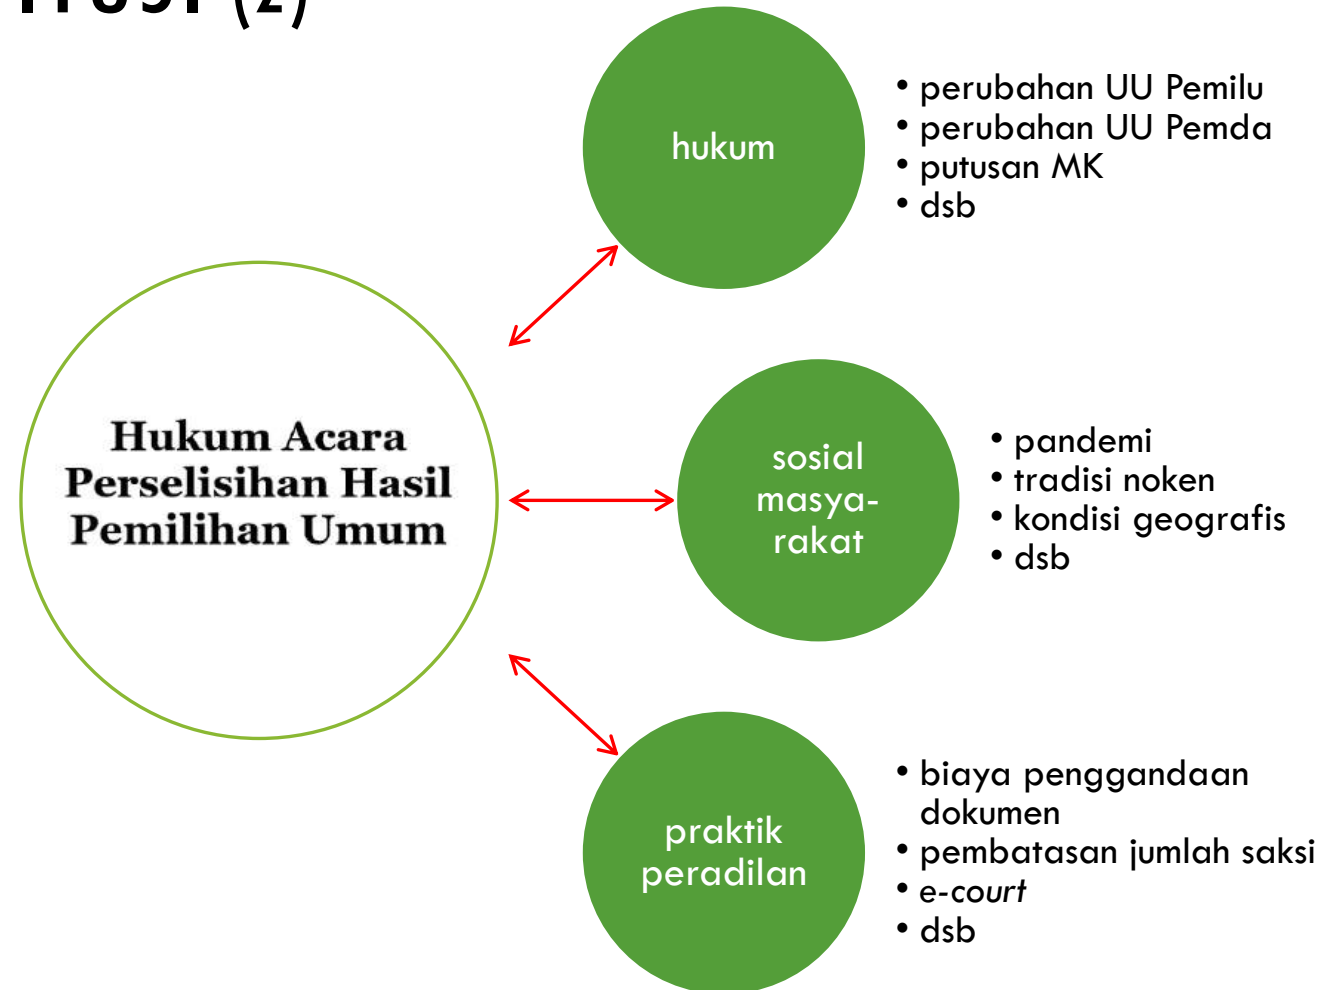 (2)
Hukum Acara
Perselisihan Hasil
Pemilihan Umum
hukum
• perubahan UU Pemilu
• perubahan UU Pemda
• putusan MK
• dsb
sosial
masya-
rakat
• pandemi
• tradisi noken
• kondisi geografis
• dsb
praktik
peradilan
• biaya penggandaan
dokumen
• pembatasan jumlah saksi
• e-court
• dsb